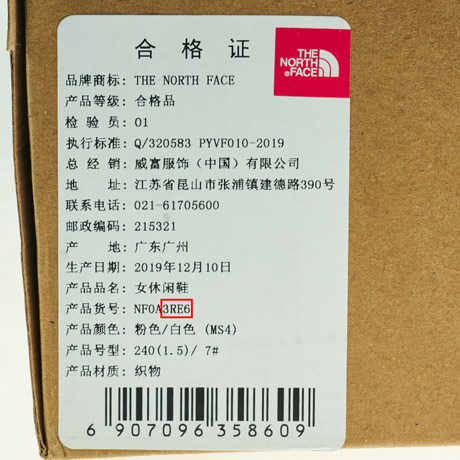 合格证
THE
NORTH
FACE
品牌商标: THE NORTH FACE
产品等级: 合格品
检 验 员: 01
执行标准: Q/320583 PYVF010-2019
总 经 销: 威富服饰（中国）有限公司
地 址: 江苏省昆山市张浦镇建德路390号
联系电话: 021-61705600
邮政编码: 215321
产 地: 广东广州
生产日期: 2019年12月10日
产品品名: 女休闲鞋
产品货号: NF0A3RE6
产品颜色: 粉色/白色 (MS4)
产品号型: 240(1.5)/ 7#
产品材质: 织物
6 907096 358609